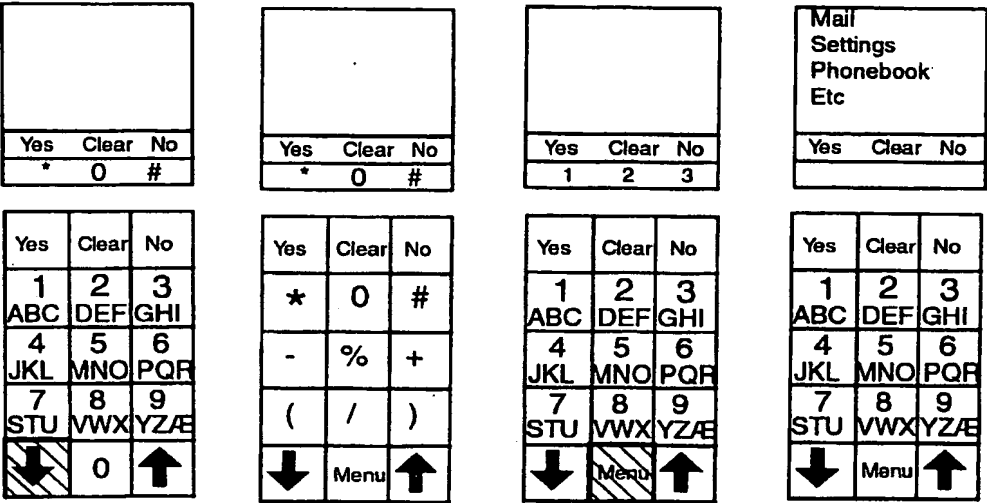 Yes Clear No
* 0 #
Yes Clear No
1 2 3
ABC DEF GHI
4 5 6
JKL MNO PQR
7 8 9
STU VWX YZÆ
0
Yes Clear No
* 0 #
Yes Clear No
* 0 #
- % +
( / )
Menu
Yes Clear No
1 2 3
Yes Clear No
1 2 3
ABC DEF GHI
4 5 6
JKL MNO PQR
7 8 9
STU VWX YZÆ
Menu
Mail
Settings
Phonebook
Etc
Yes Clear No
Yes Clear No
1 2 3
ABC DEF GHI
4 5 6
JKL MNO PQR
7 8 9
STU VWX YZÆ
Menu